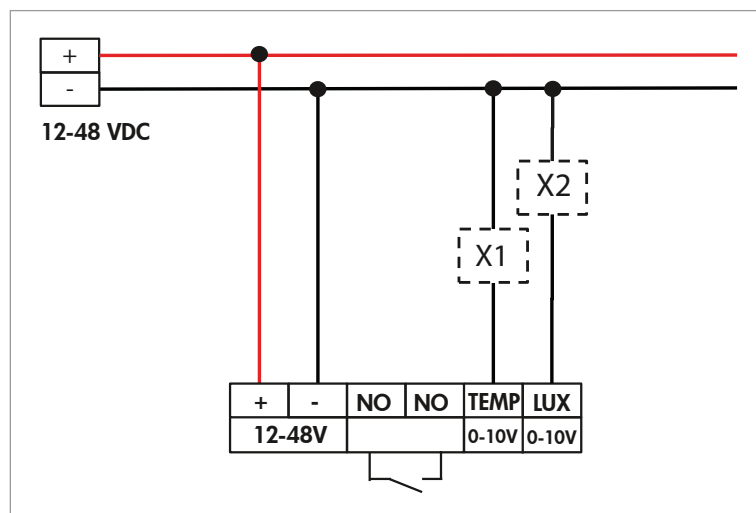 +
-
12-48 VDC
X2
X1
+ - NO NO TEMP LUX
12-48V 0-10V 0-10V